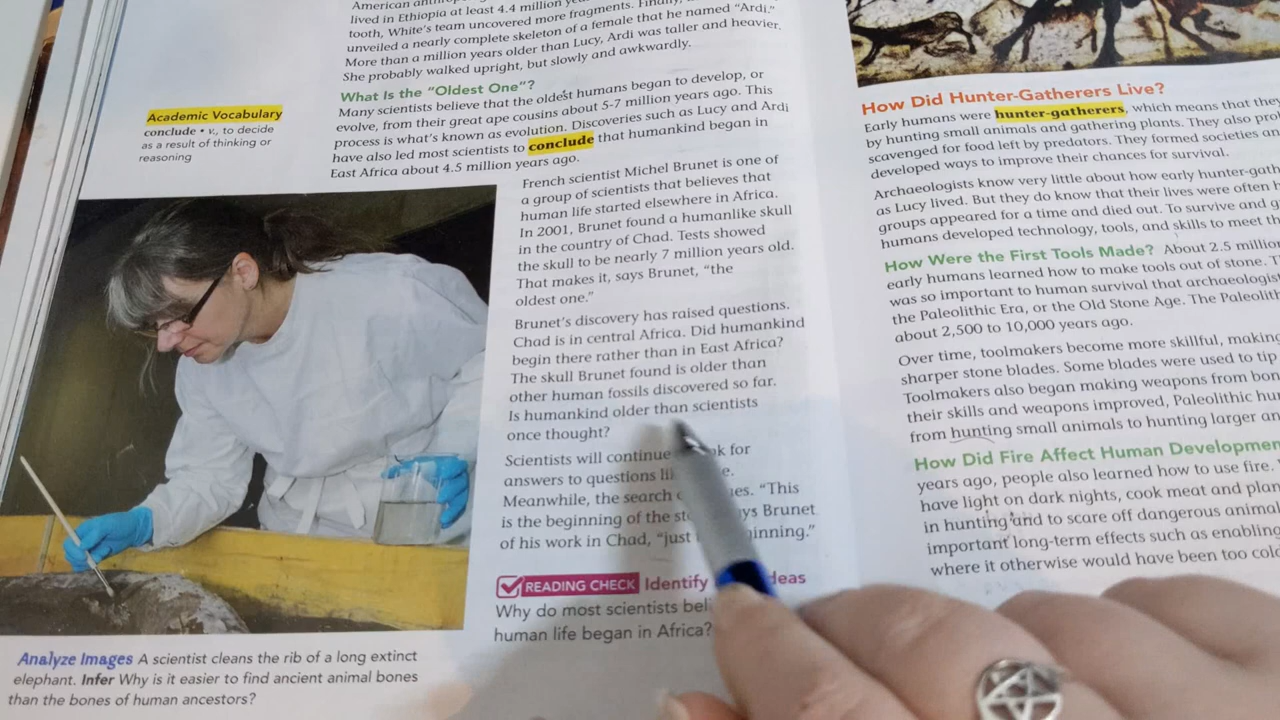 American
lived in Ethiopia at least 4.4 million
tooth, White's team uncovered more fragments. Finally,
unveiled a nearly complete skeleton of a female that he named "Ardi."
More than a million years older than Lucy, Ardi was taller and heavier.
She probably walked upright, but slowly and awkwardly.
What Is the "Oldest One"?
Many scientists believe that the oldest humans began to develop, or
evolve, from their great ape cousins about 5-7 million years ago. This
process is what's known as evolution. Discoveries such as Lucy and Ardi
have also led most scientists to conclude that humankind began in
East Africa about 4.5 million years ago.
Academic Vocabulary
conclude • v., to decide
as a result of thinking or
reasoning
French scientist Michel Brunet is one of
a group of scientists that believes that
human life started elsewhere in Africa.
In 2001, Brunet found a humanlike skull
in the country of Chad. Tests showed
the skull to be nearly 7 million years old.
That makes it, says Brunet, "the
oldest one."
Brunet's discovery has raised questions.
Chad is in central Africa. Did humankind
begin there rather than in East Africa?
The skull Brunet found is older than
other human fossils discovered so far.
Is humankind older than scientists
once thought?
Scientists will continue for
answers to questions
Meanwhile, the search "This
is the beginning of the Brunet
of his work in Chad, "just
READING CHECK Identify
Why do most scientists
human life began in Africa?
Analyze Images A scientist cleans the rib of a long extinct
elephant. Infer Why is it easier to find ancient animal bones
than the bones of human ancestors?
How Did Hunter-Gatherers Live?
Early humans were hunter-gatherers, which means that they
by hunting small animals and gathering plants. They also
scavenged for food left by predators. They formed societies
developed ways to improve their chances for survival.
Archaeologists know very little about how early
as Lucy lived. But they do know that their lives were often
groups appeared for a time and died out. To survive and
humans developed technology, tools, and skills to meet
How Were the First Tools Made? About 2.5 million
early humans learned how to make tools out of stone.
was so important to human survival that
the Paleolithic Era, or the Old Stone Age. The
about 2,500 to 10,000 years ago.
Over time, toolmakers become more skillful, making
sharper stone blades. Some blades were used to tip
Toolmakers also began making weapons from
their skills and weapons improved, Paleolithic
from hunting small animals to hunting larger
How Did Fire Affect Human
years ago, people also learned how to use fire.
have light on dark nights, cook meat and
in hunting and to scare off dangerous
important long-term effects such as enabling
where it otherwise would have been too